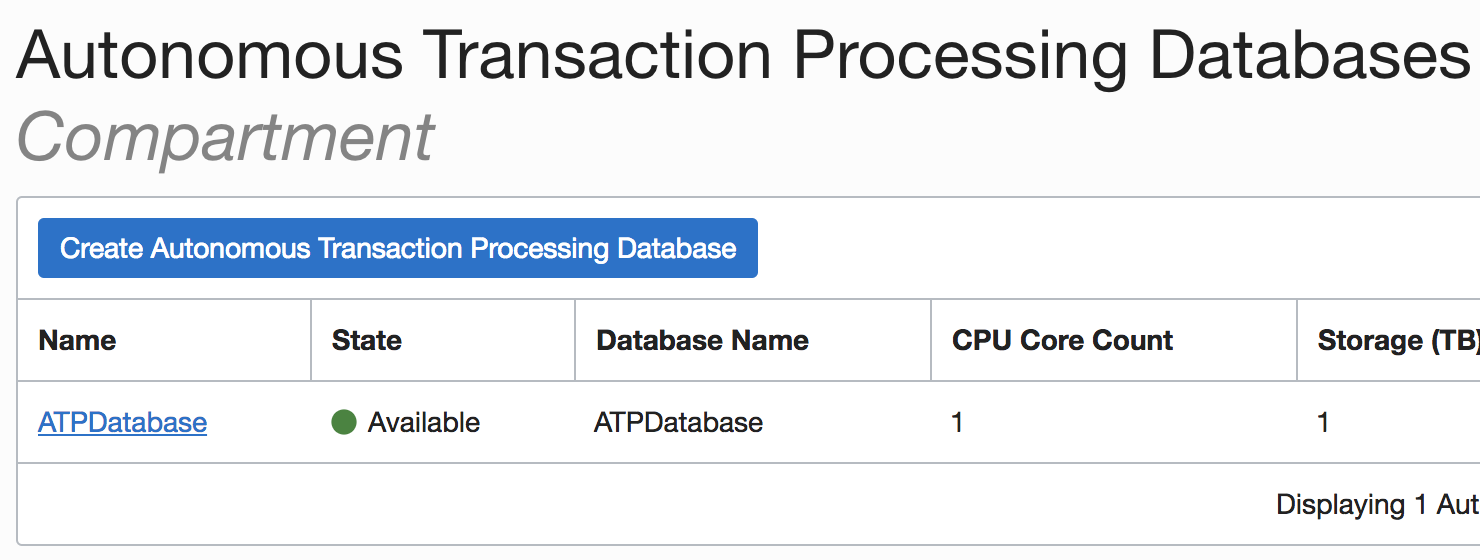 Autonomous Transaction Processing Databases
Compartment
Create Autonomous Transaction Processing Database
Name State Database Name CPU Core Count Storage (TB)
ATPDatabase Available ATPDatabase 1 1
Displaying 1 Aut